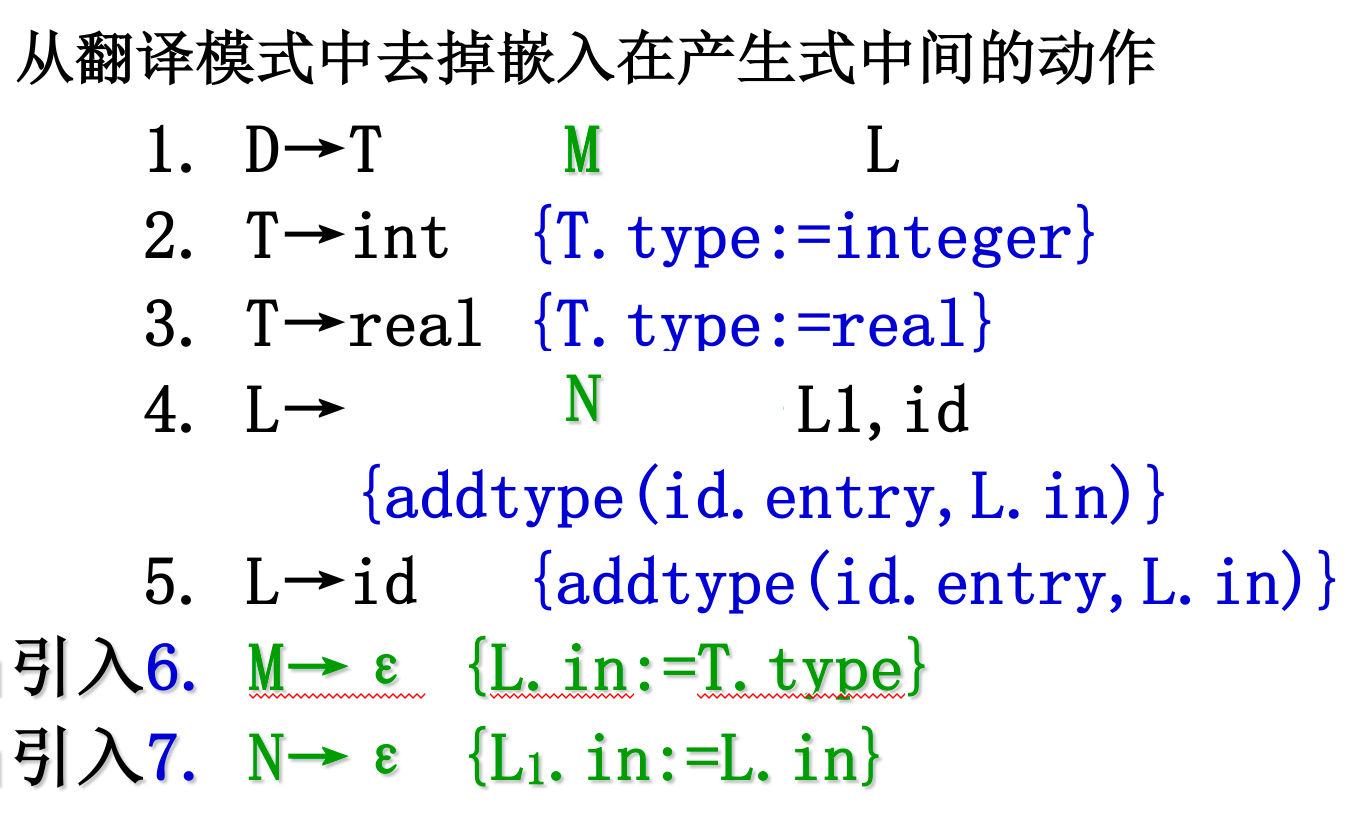 从翻译模式中去掉嵌入在产生式中间的动作
1. D→T M L
2. T→int {T.type:=integer}
3. T→real {T.type:=real}
4. L→ N L1,id
{addtype(id.entry,L.in)}
5. L→id {addtype(id.entry,L.in)}
引入6. M→ ε {L.in:=T.type}
引入7. N→ ε {L₁.in:=L.in}